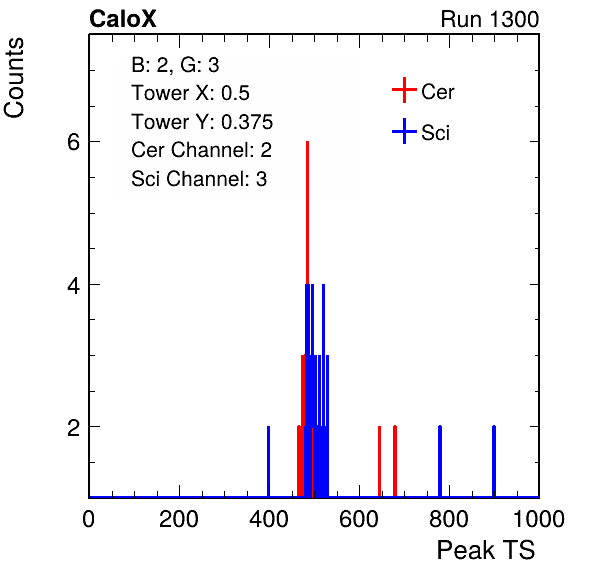 CaloX Run 1300
Counts
B: 2, G: 3
Tower X: 0.5
Tower Y: 0.375
Cer Channel: 2
Sci Channel: 3
Cer
Sci
6
4
2
0 200 400 600 800 1000
Peak TS